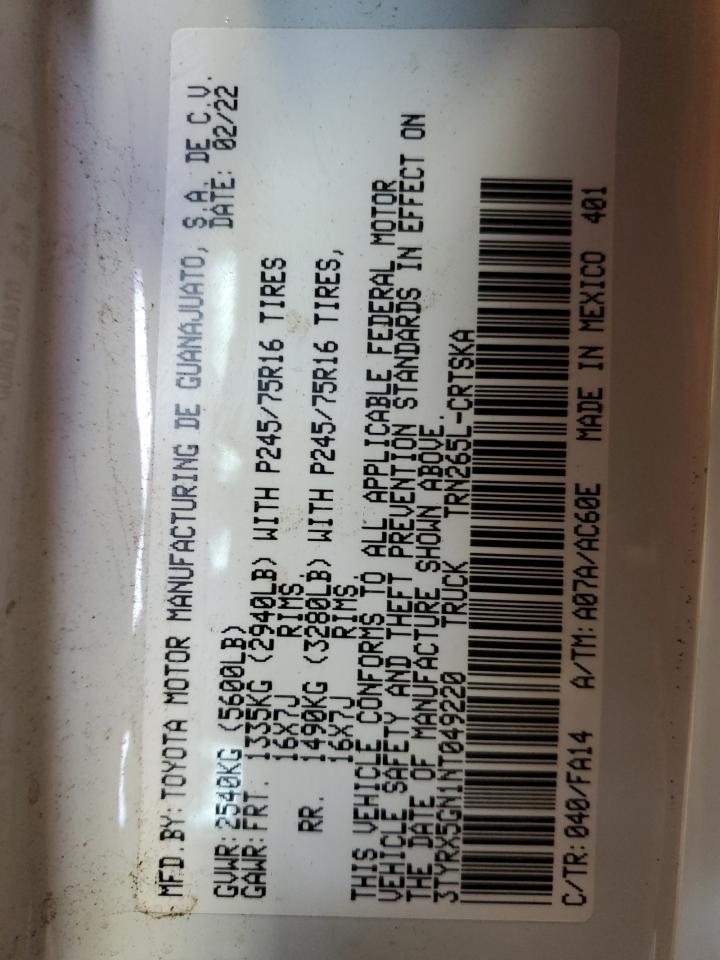 MFD.BY:TOYOTA MOTOR MANUFACTURING DE GUANAJUATO, S.A. DE C.V.
DATE: 02/22
GVWR:2540KG (5600LB)
GAWR:FRT. 1335KG (2940LB) WITH P245/75R16 TIRES
16X7J RIMS,
RR. 1490KG (3280LB) WITH P245/75R16 TIRES,
16X7J RIMS
THIS VEHICLE CONFORMS TO ALL APPLICABLE FEDERAL MOTOR
VEHICLE SAFETY AND THEFT PREVENTION STANDARDS IN EFFECT ON
THE DATE OF MANUFACTURE SHOWN ABOVE.
3TYRX5GN1NT049220 TRUCK TRN265L-CRTSKA
C/TR:040/FA14 A/TM:A07A/AC60E MADE IN MEXICO 401